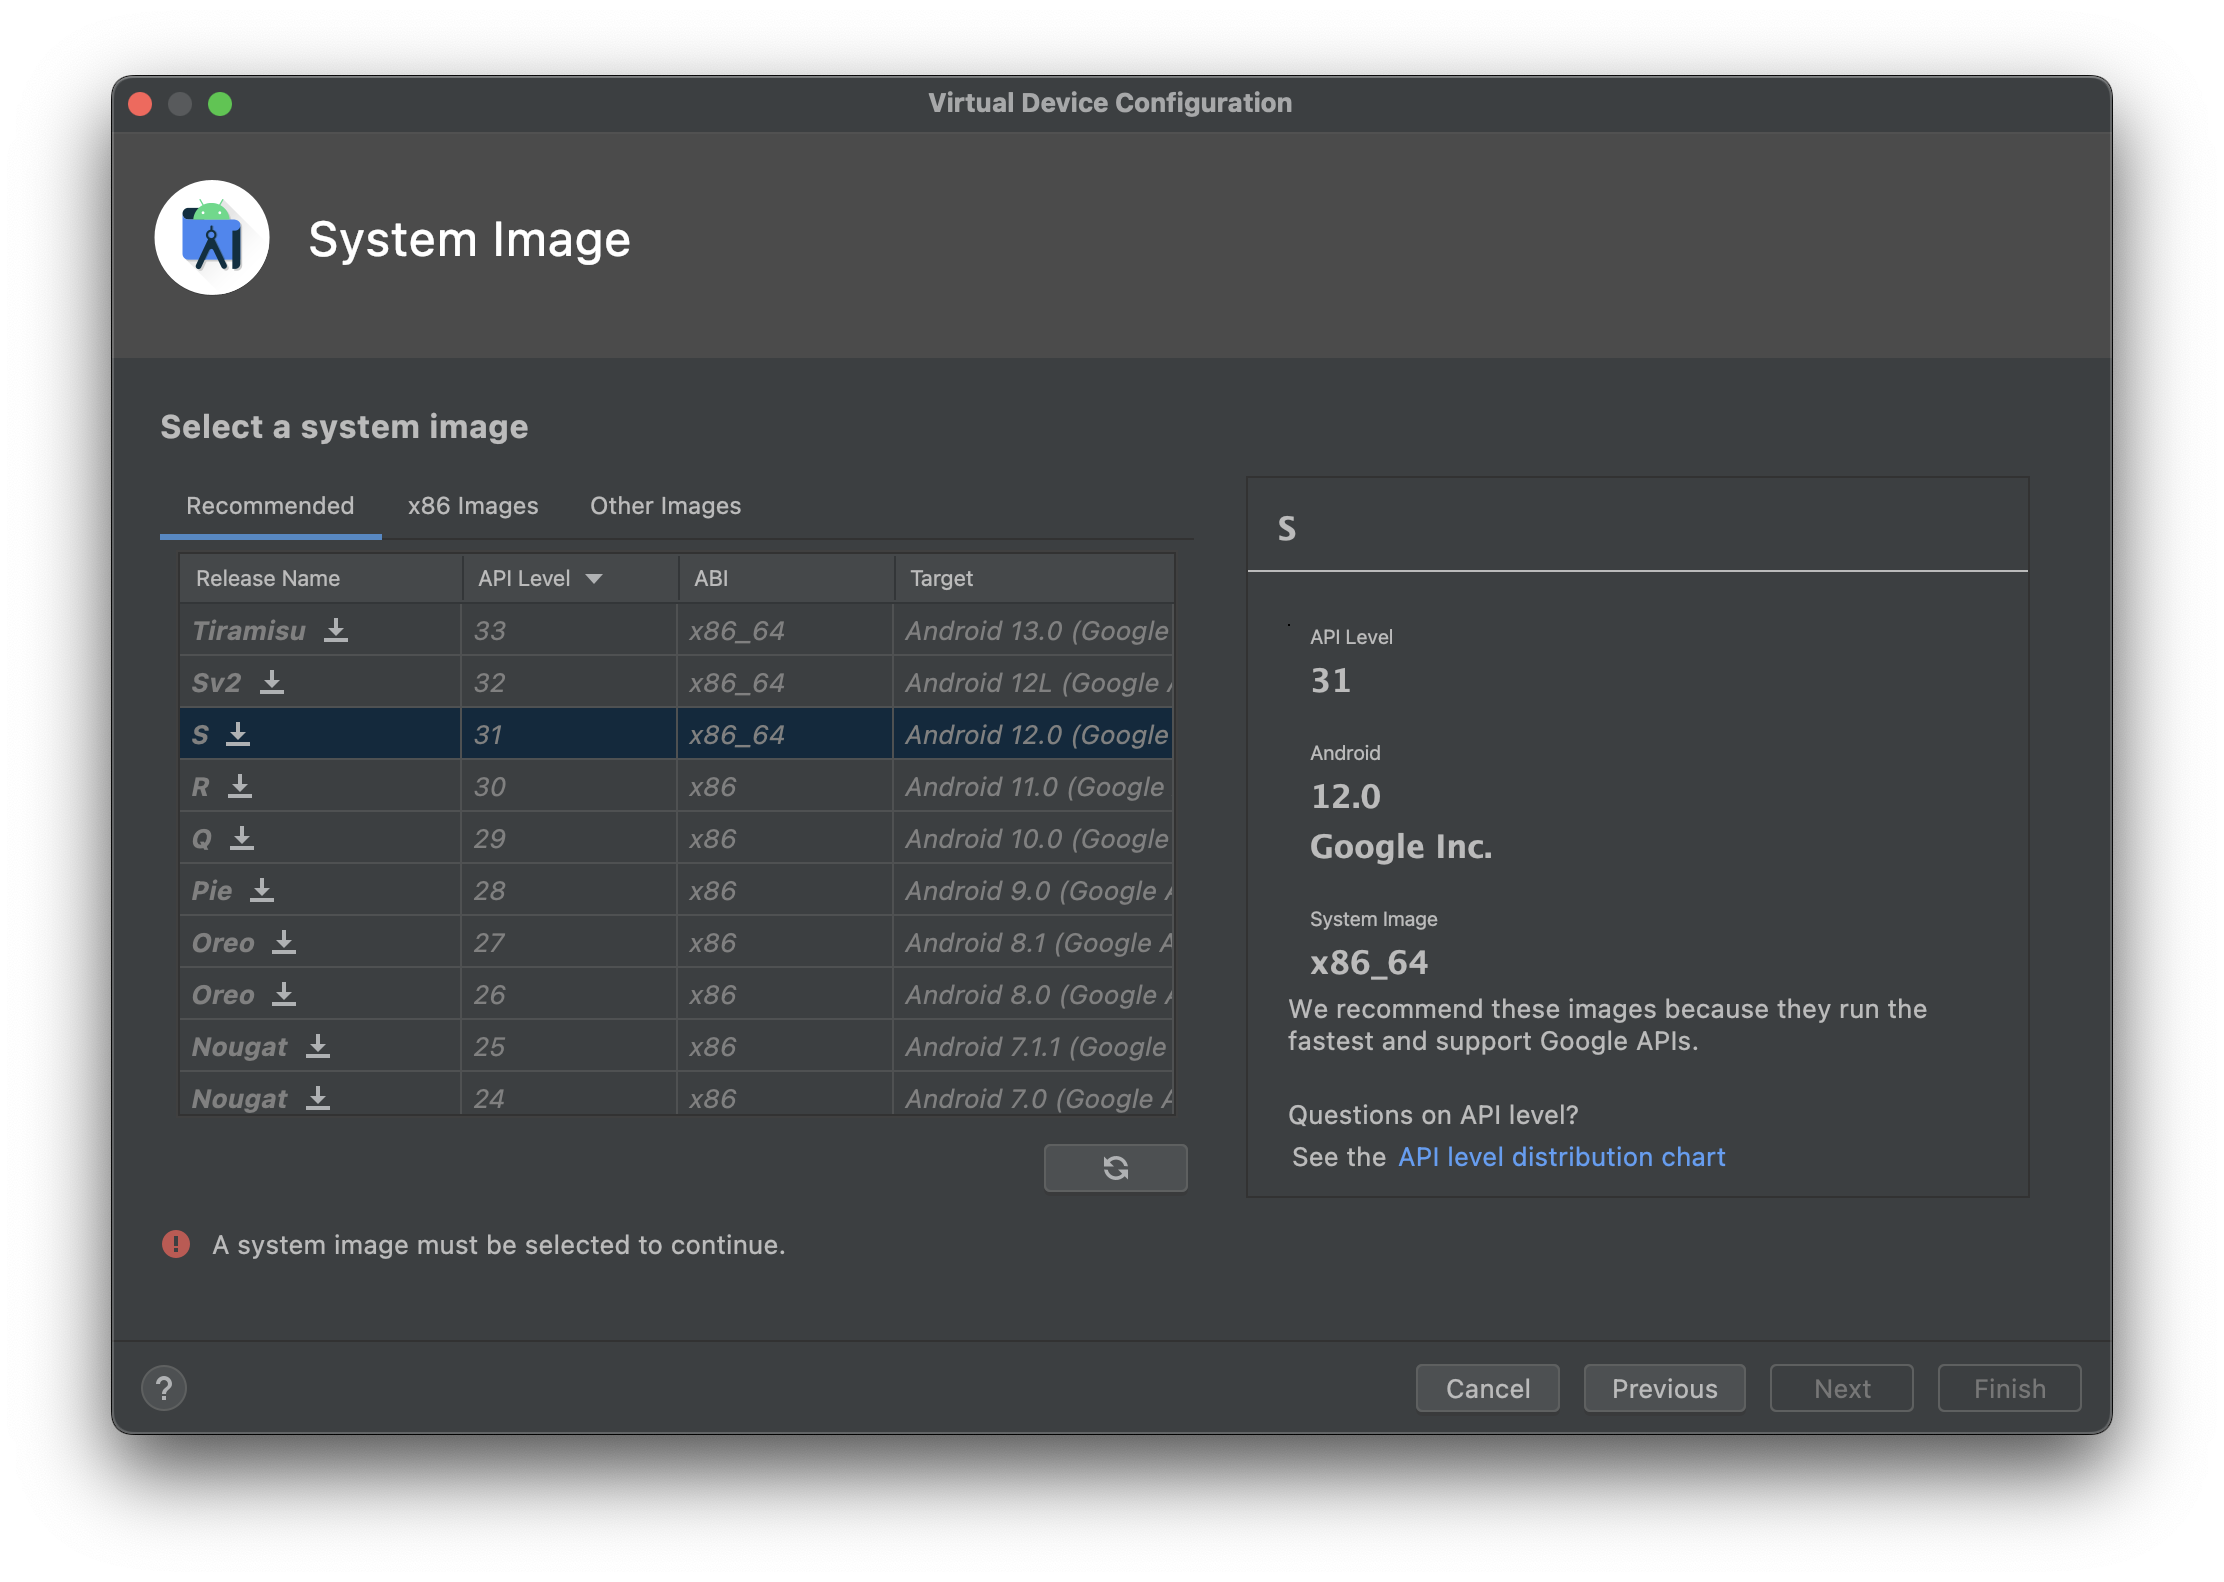 Virtual Device Configuration
System Image
Select a system image
Recommended x86 Images Other Images
Release Name API Level ABI Target
Tiramisu 33 x86_64 Android 13.0 (Google
Sv2 32 x86_64 Android 12L (Google A
S 31 x86_64 Android 12.0 (Google
R 30 x86 Android 11.0 (Google
Q 29 x86 Android 10.0 (Google
Pie 28 x86 Android 9.0 (Google A
Oreo 27 x86 Android 8.1 (Google A
Oreo 26 x86 Android 8.0 (Google A
Nougat 25 x86 Android 7.1.1 (Google
Nougat 24 x86 Android 7.0 (Google A
S
API Level
31
Android
12.0
Google Inc.
System Image
x86_64
We recommend these images because they run the
fastest and support Google APIs.
Questions on API level?
See the API level distribution chart
! A system image must be selected to continue.
? Cancel Previous Next Finish